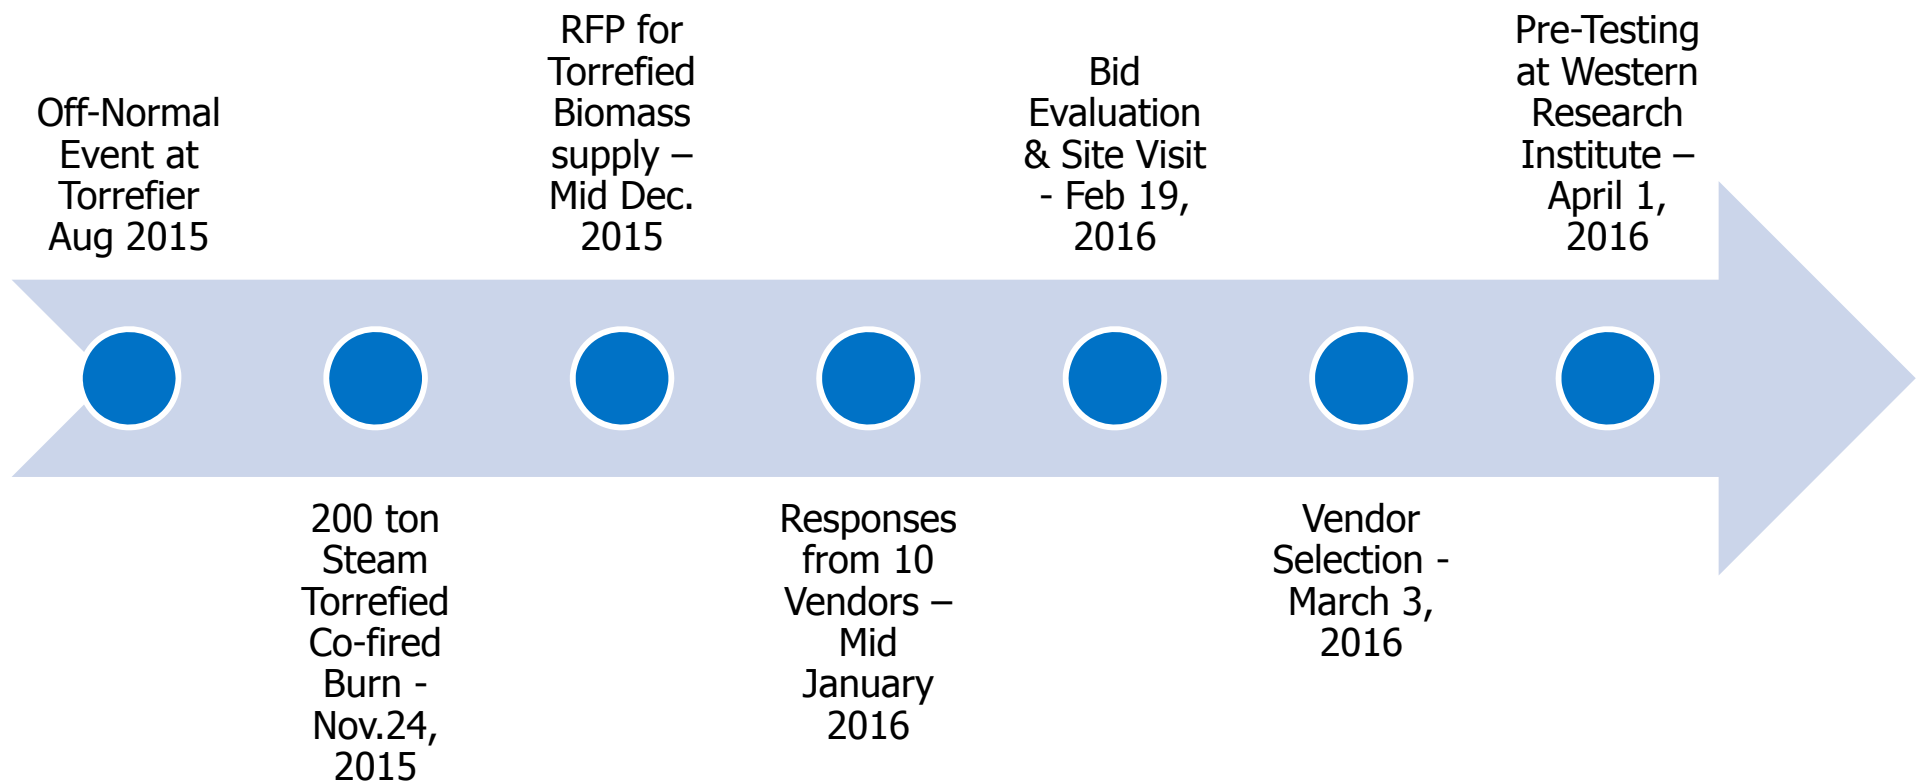 Off-Normal
Event at
Torrefier
Aug 2015
200 ton
Steam
Torrefied
Co-fired
Burn -
Nov.24,
2015
RFP for
Torrefied
Biomass
supply –
Mid Dec.
2015
Responses
from 10
Vendors –
Mid
January
2016
Bid
Evaluation
& Site Visit
- Feb 19,
2016
Vendor
Selection -
March 3,
2016
Pre-Testing
at Western
Research
Institute –
April 1,
2016